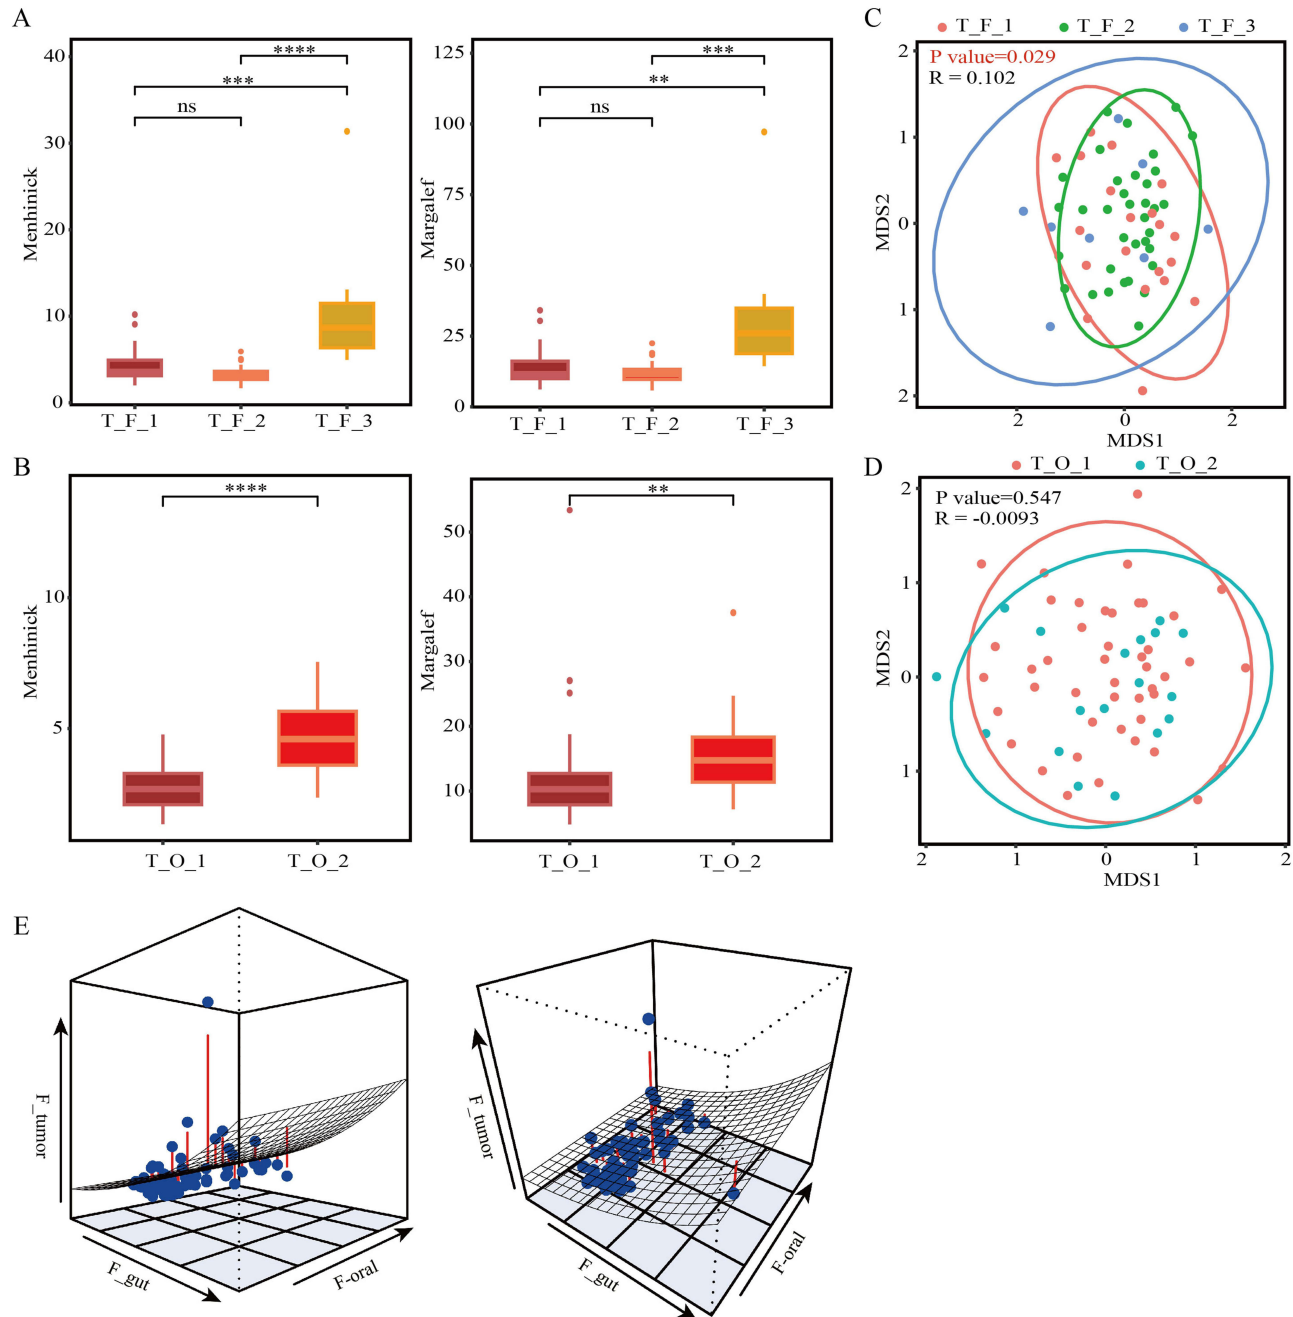 A
****
***
ns
40
30
20
10
0
Menhinick
T_F_1 T_F_2 T_F_3
***
**
ns
125
100
75
50
25
0
Margalef
T_F_1 T_F_2 T_F_3
C
T_F_1 T_F_2 T_F_3
P value=0.029
R = 0.102
2
1
0
1
2
MDS2
2 0 2
MDS1
B
****
10
5
Menhinick
T_O_1 T_O_2
**
50
40
30
20
10
Margalef
T_O_1 T_O_2
D
T_O_1 T_O_2
P value=0.547
R = -0.0093
2
1
0
1
MDS2
2 1 0 1 2
MDS1
E
F_tumor
F_gut
F-oral
F_tumor
F_gut
F-oral